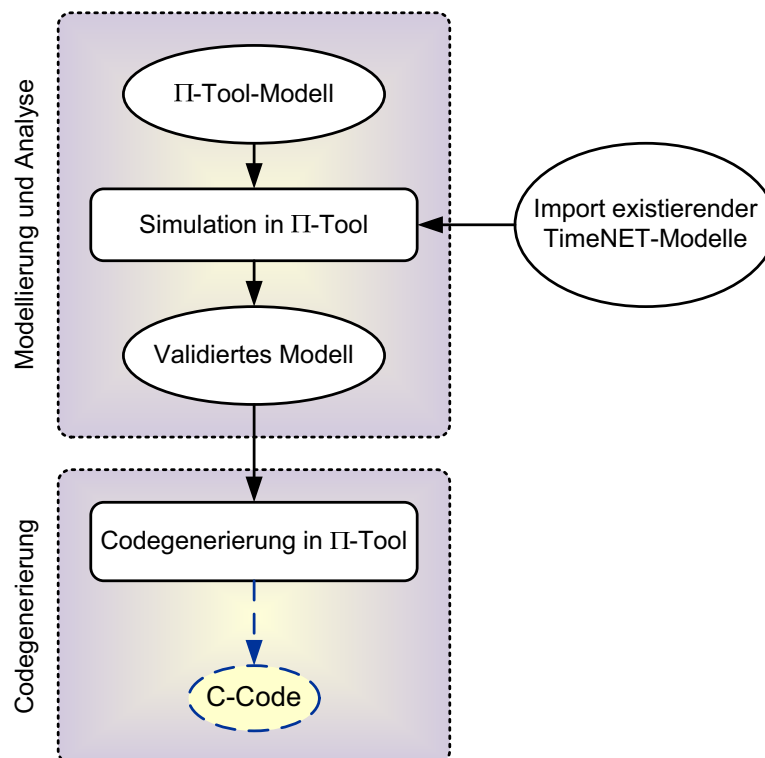 Modellierung und Analyse
Π-Tool-Modell
Simulation in Π-Tool
Import existierender
TimeNET-Modelle
Validiertes Modell
Codegenerierung
Codegenerierung in Π-Tool
C-Code